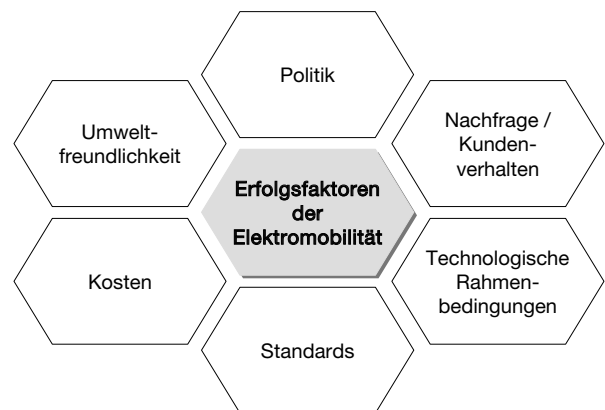 Politik
Umwelt-
freundlichkeit
Nachfrage /
Kunden-
verhalten
Erfolgsfaktoren
der
Elektromobilität
Kosten
Technologische
Rahmen-
bedingungen
Standards